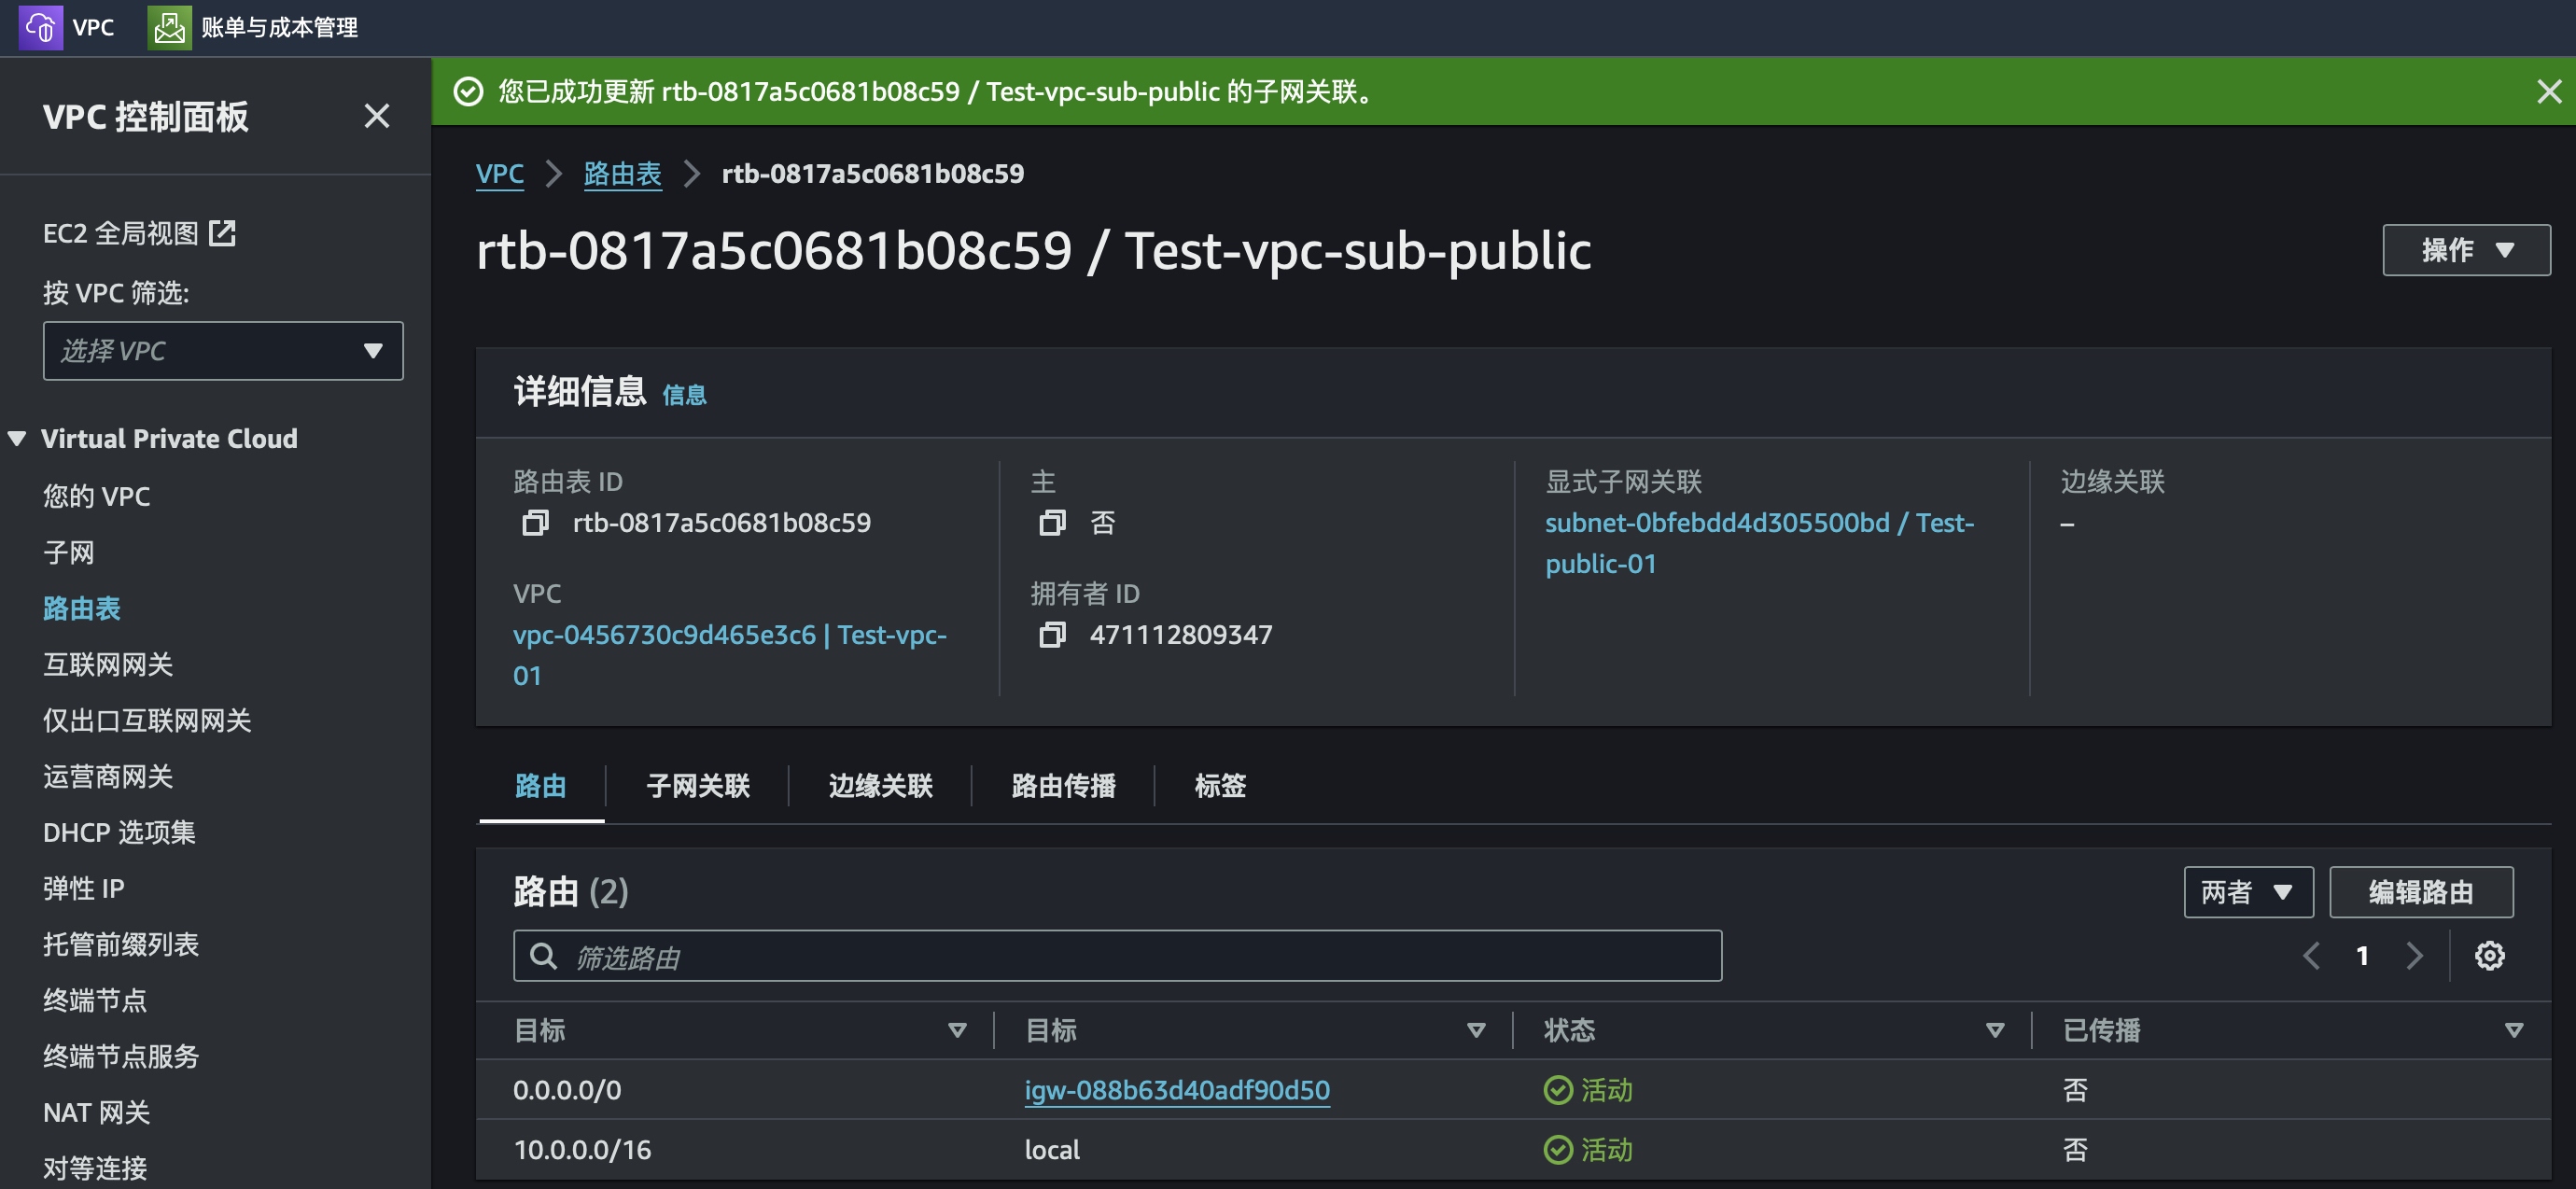 VPC 账单与成本管理
VPC 控制面板
EC2 全局视图
按 VPC 筛选:
选择 VPC
Virtual Private Cloud
您的 VPC
子网
路由表
互联网网关
仅出口互联网网关
运营商网关
DHCP 选项集
弹性 IP
托管前缀列表
终端节点
终端节点服务
NAT 网关
对等连接
您已成功更新 rtb-0817a5c0681b08c59 / Test-vpc-sub-public 的子网关联。
VPC 路由表 rtb-0817a5c0681b08c59
rtb-0817a5c0681b08c59 / Test-vpc-sub-public
操作
详细信息 信息
路由表 ID
rtb-0817a5c0681b08c59
主
否
显式子网关联
subnet-0bfebdd4d305500bd / Test-
public-01
边缘关联
–
VPC
vpc-0456730c9d465e3c6 | Test-vpc-
01
拥有者 ID
471112809347
路由 子网关联 边缘关联 路由传播 标签
路由 (2)
两者 编辑路由
筛选路由
1
目标 目标 状态 已传播
0.0.0.0/0 igw-088b63d40adf90d50 活动 否
10.0.0.0/16 local 活动 否